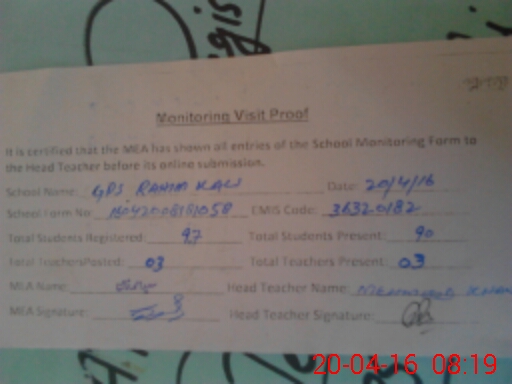 Monitoring Visit Proof
It is certified that the MEA has shown all entries of the School Monitoring Form to
the Head Teacher before its online submission.
School Name: GPS RAHIM KALI Date: 20/4/16
School Form No: EMIS Code: 36320182
Total Students Registered: 97 Total Students Present: 90
Total TeachersPosted: 03 Total Teachers Present: 03
MEA Name: Head Teacher Name:
MEA Signature: Head Teacher Signature:
20-04-16 08:19